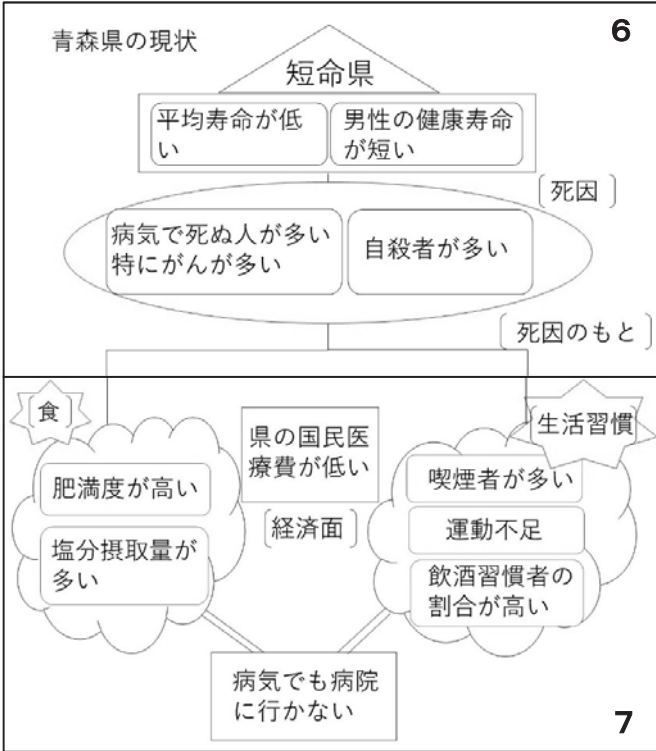 青森県の現状
6
短命県
平均寿命が低
い
男性の健康寿命
が短い
〔死因〕
病気で死ぬ人が多い
特にがんが多い
自殺者が多い
〔死因のもと〕
〔食〕
県の国民医
療費が低い
〔生活習慣〕
肥満度が高い
塩分摂取量が
多い
〔経済面〕
喫煙者が多い
運動不足
飲酒習慣者の
割合が高い
病気でも病院
に行かない
7